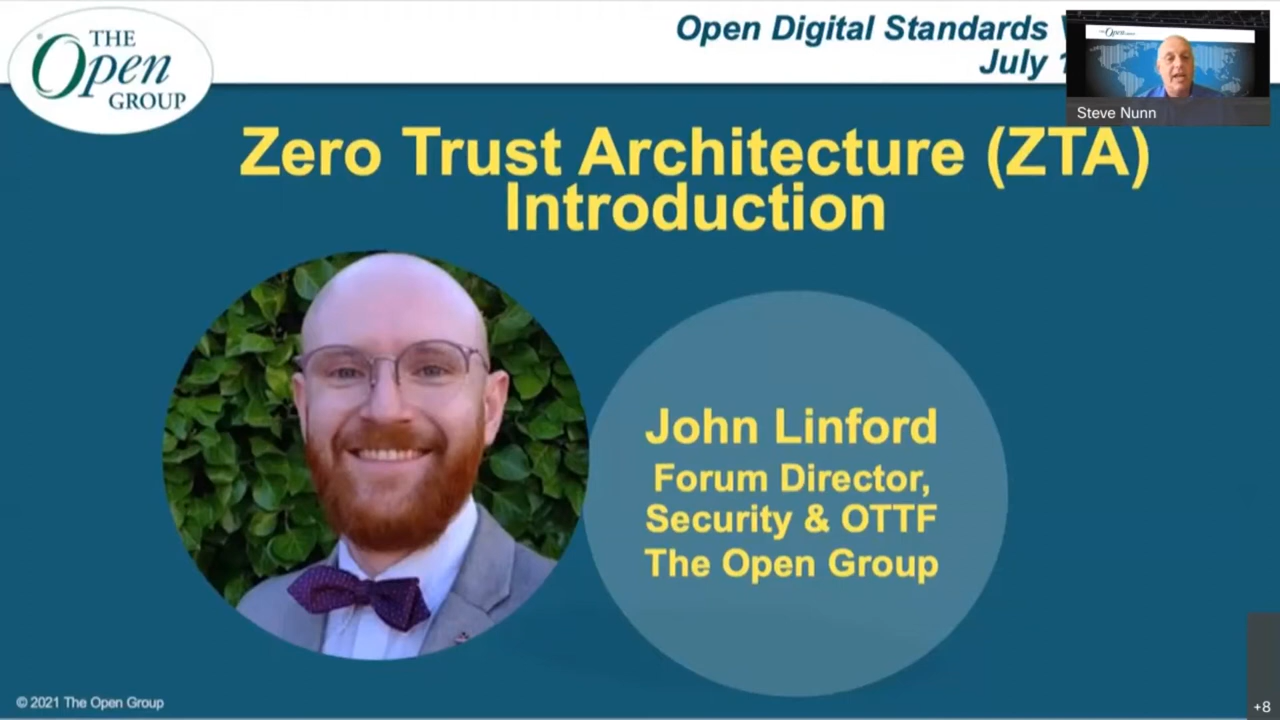 THE
Open
GROUP
Open Digital Standards
July
Steve Nunn
Zero Trust Architecture (ZTA)
Introduction
John Linford
Forum Director,
Security & OTTF
The Open Group
© 2021 The Open Group
+8